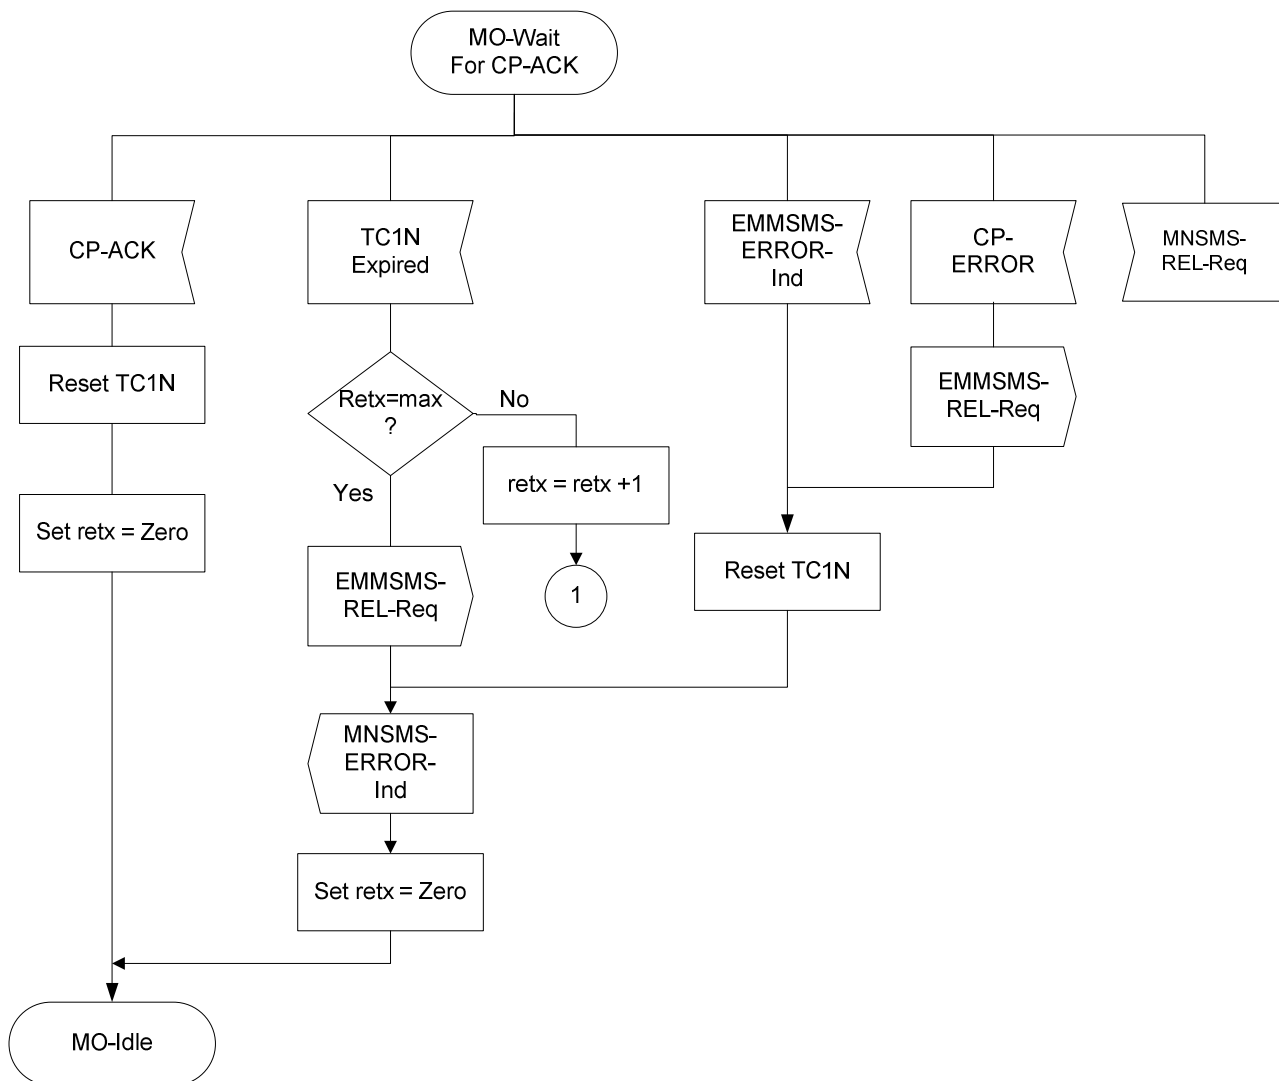 MO-Wait
For CP-ACK
CP-ACK
TC1N
Expired
EMMSMS-
ERROR-
Ind
CP-
ERROR
MNSMS-
REL-Req
Reset TC1N
Retx=max
?
No
EMMSMS-
REL-Req
retx = retx +1
Yes
Set retx = Zero
Reset TC1N
EMMSMS-
REL-Req
1
MNSMS-
ERROR-
Ind
Set retx = Zero
MO-Idle